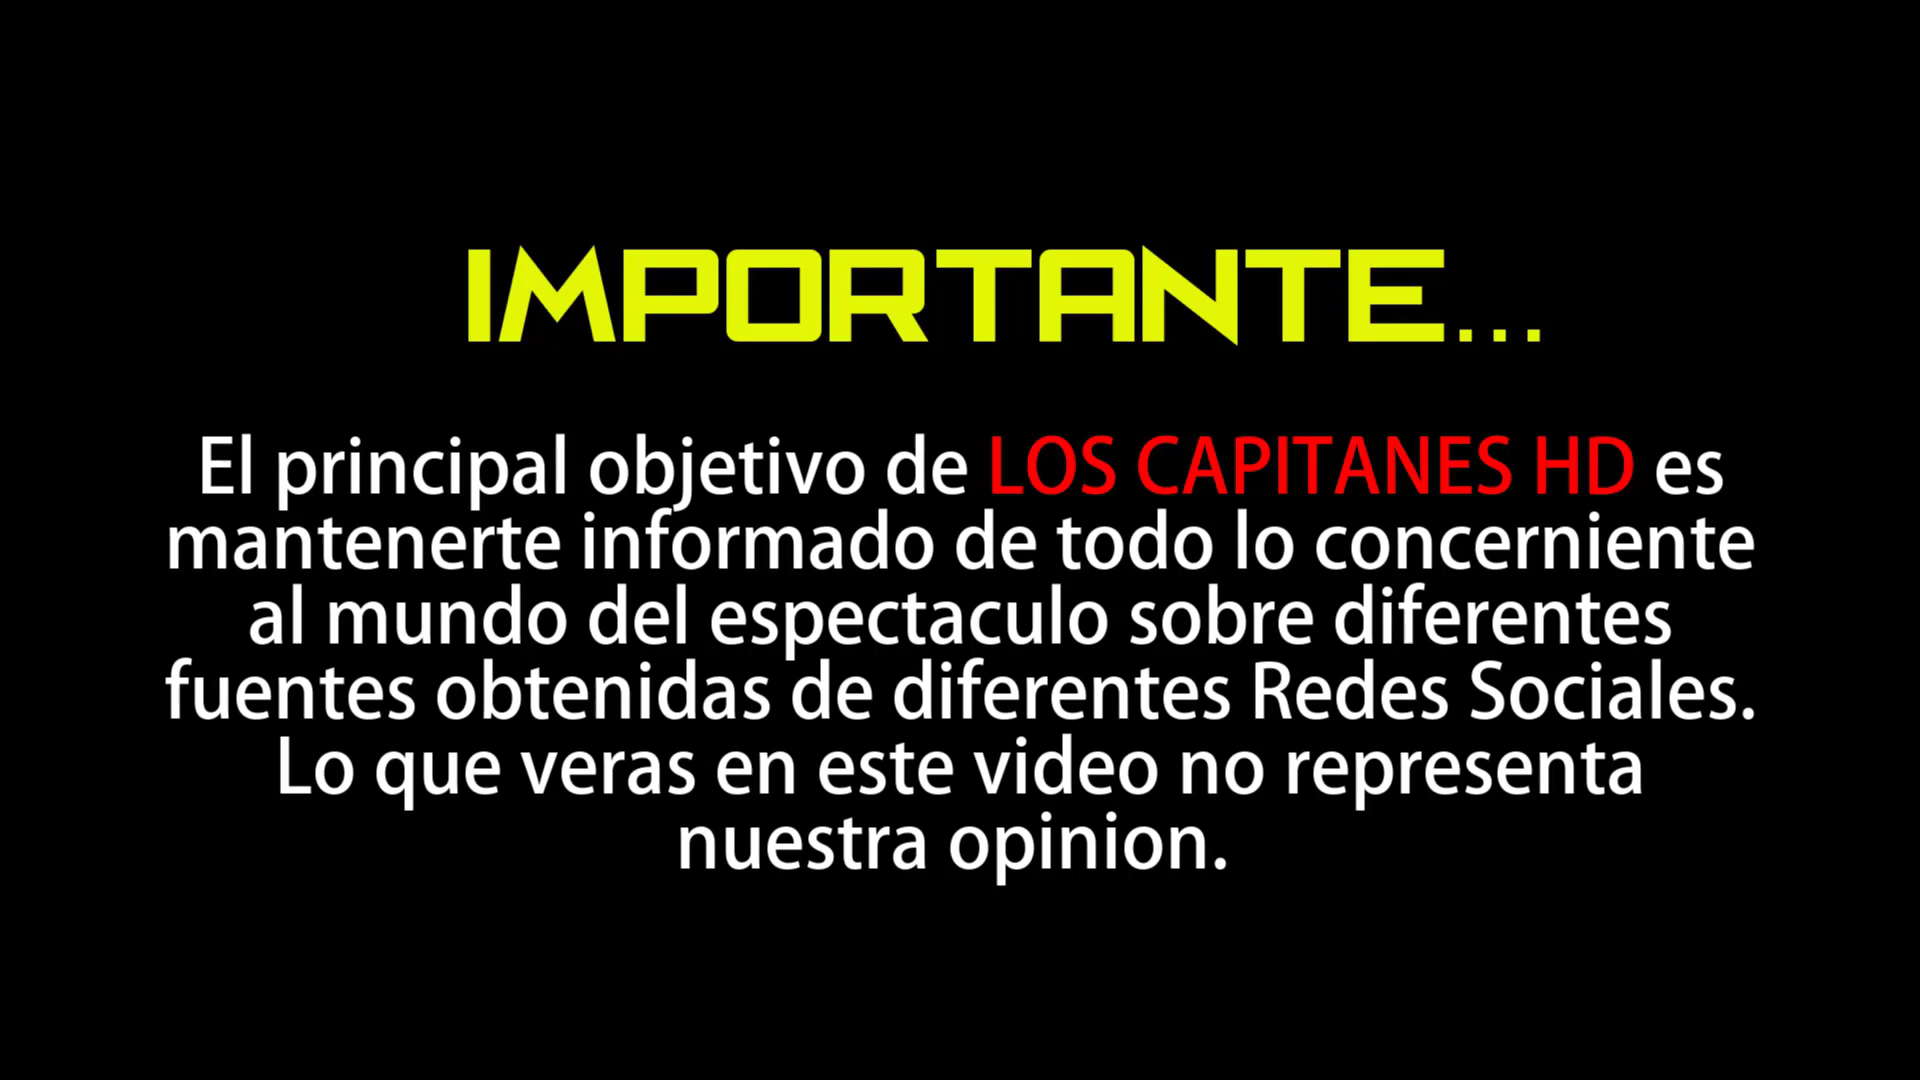 IMPORTANTE...
El principal objetivo de LOS CAPITANES HD es
mantenerte informado de todo lo concerniente
al mundo del espectaculo sobre diferentes
fuentes obtenidas de diferentes Redes Sociales.
Lo que veras en este video no representa
nuestra opinion.